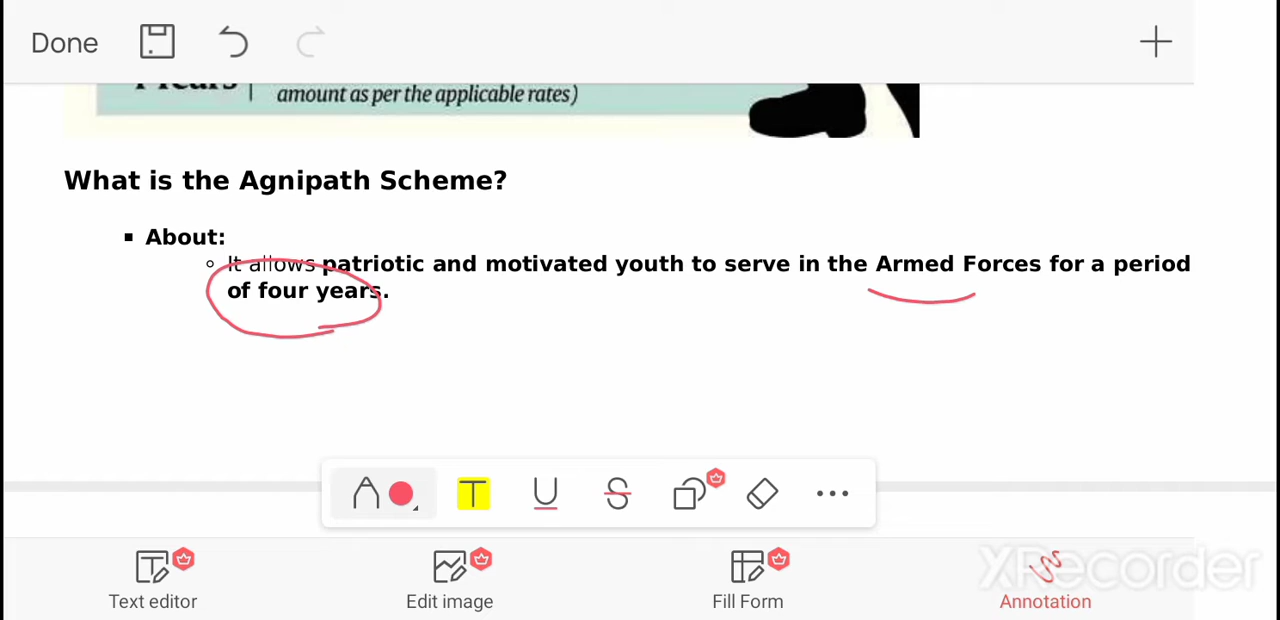 Done
amount as per the applicable rates)
What is the Agnipath Scheme?
▪ About:
◦ It allows patriotic and motivated youth to serve in the Armed Forces for a period
of four years.
T U S
Text editor Edit image Fill Form Annotation
XRecorder